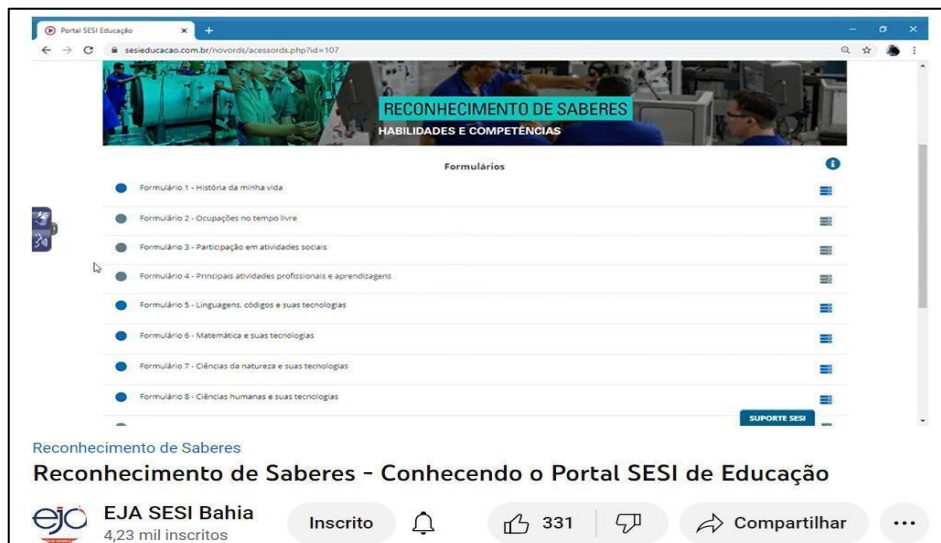 Portal SESI Educação
sesieducacao.com.br/novords/acessords.php?id=107
RECONHECIMENTO DE SABERES
HABILIDADES E COMPETÊNCIAS
Formulários
Formulário 1 - História da minha vida
Formulário 2 - Ocupações no tempo livre
Formulário 3 - Participação em atividades sociais
Formulário 4 - Principais atividades profissionais e aprendizagens
Formulário 5 - Linguagens, códigos e suas tecnologias
Formulário 6 - Matemática e suas tecnologias
Formulário 7 - Ciências da natureza e suas tecnologias
Formulário 8 - Ciências humanas e suas tecnologias
SUPORTE SESI
Reconhecimento de Saberes
Reconhecimento de Saberes - Conhecendo o Portal SESI de Educação
eja
EJA SESI Bahia
4,23 mil inscritos
Inscrito
331
Compartilhar